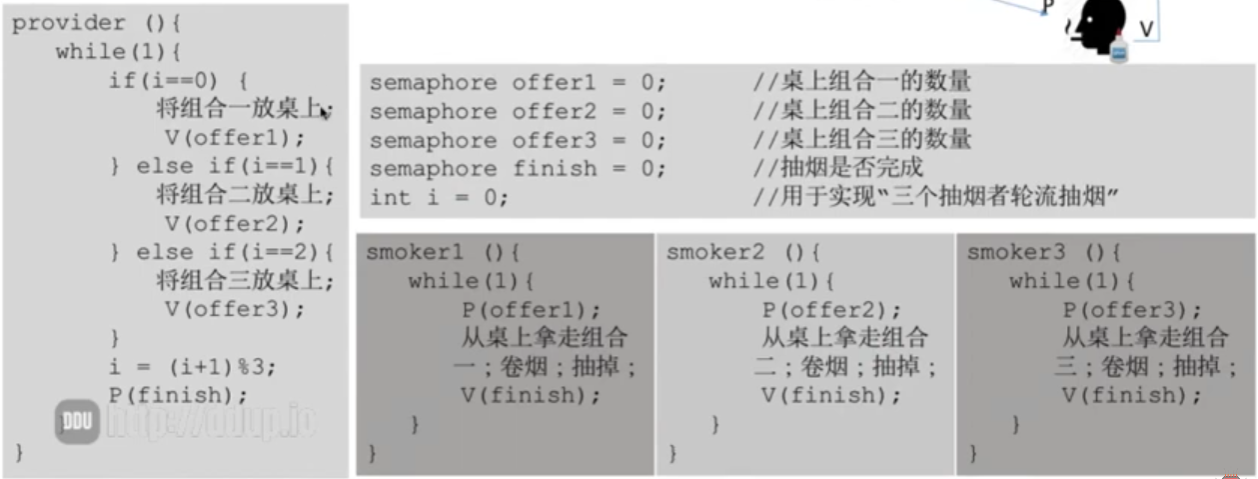 provider (){
while(1){
if(i==0) {
将组合一放桌上;
V(offer1);
} else if(i==1){
将组合二放桌上;
V(offer2);
} else if(i==2){
将组合三放桌上;
V(offer3);
}
i = (i+1)%3;
P(finish);
DDU http://ddup.ic
}
P
V
semaphore offer1 = 0; //桌上组合一的数量
semaphore offer2 = 0; //桌上组合二的数量
semaphore offer3 = 0; //桌上组合三的数量
semaphore finish = 0; //抽烟是否完成
int i = 0; //用于实现“三个抽烟者轮流抽烟”
smoker1 (){
while(1){
P(offer1);
从桌上拿走组合
一；卷烟；抽掉；
V(finish);
}
}
smoker2 (){
while(1){
P(offer2);
从桌上拿走组合
二；卷烟；抽掉；
V(finish);
}
}
smoker3 (){
while(1){
P(offer3);
从桌上拿走组合
三；卷烟；抽掉；
V(finish);
}
}